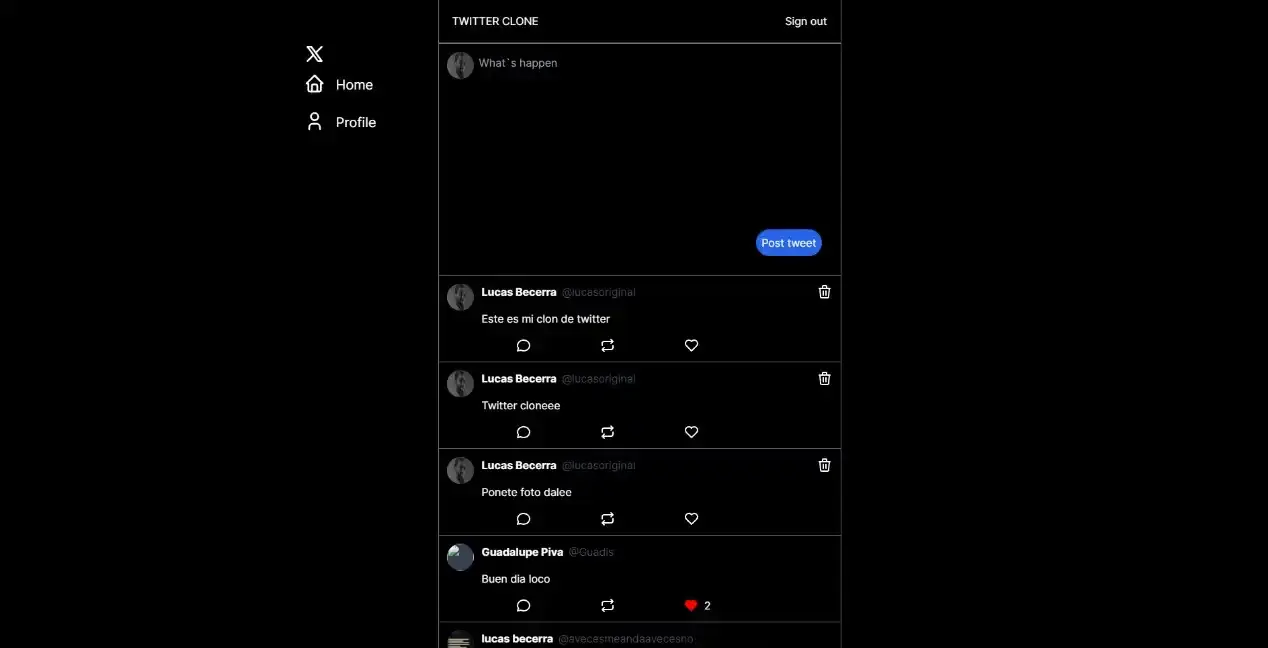 TWITTER CLONE
Sign out
Home
Profile
What`s happen
Post tweet
Lucas Becerra @lucasoriginal
Este es mi clon de twitter
Lucas Becerra @lucasoriginal
Twitter cloneee
Lucas Becerra @lucasoriginal
Ponete foto dalee
Guadalupe Piva @Guadis
Buen dia loco
2
lucas becerra @avecesmeandaavecesno